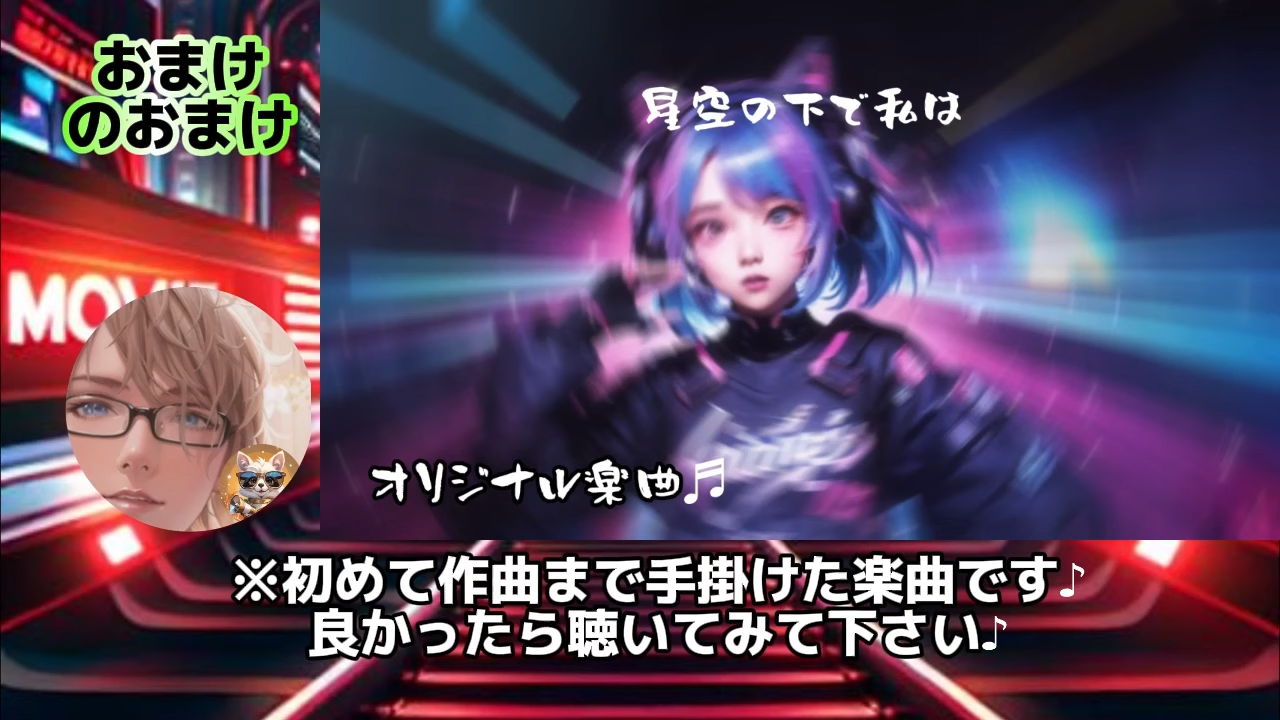 おまけ
のおまけ
星空の下で私は
MOVIE
オリジナル楽曲♬
※初めて作曲まで手掛けた楽曲です♪
良かったら聴いてみて下さい♪